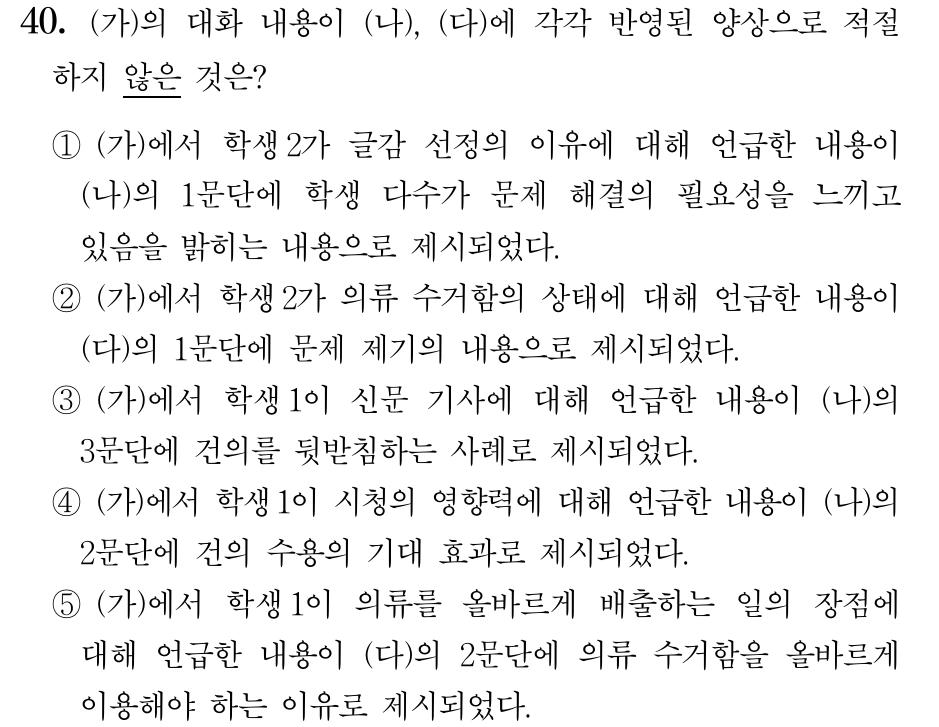 40. (가)의 대화 내용이 (나), (다)에 각각 반영된 양상으로 적절
하지 않은 것은?
① (가)에서 학생 2가 글감 선정의 이유에 대해 언급한 내용이
(나)의 1문단에 학생 다수가 문제 해결의 필요성을 느끼고
있음을 밝히는 내용으로 제시되었다.
② (가)에서 학생 2가 의류 수거함의 상태에 대해 언급한 내용이
(다)의 1문단에 문제 제기의 내용으로 제시되었다.
③ (가)에서 학생 1이 신문 기사에 대해 언급한 내용이 (나)의
3문단에 건의를 뒷받침하는 사례로 제시되었다.
④ (가)에서 학생 1이 시청의 영향력에 대해 언급한 내용이 (나)의
2문단에 건의 수용의 기대 효과로 제시되었다.
⑤ (가)에서 학생 1이 의류를 올바르게 배출하는 일의 장점에
대해 언급한 내용이 (다)의 2문단에 의류 수거함을 올바르게
이용해야 하는 이유로 제시되었다.